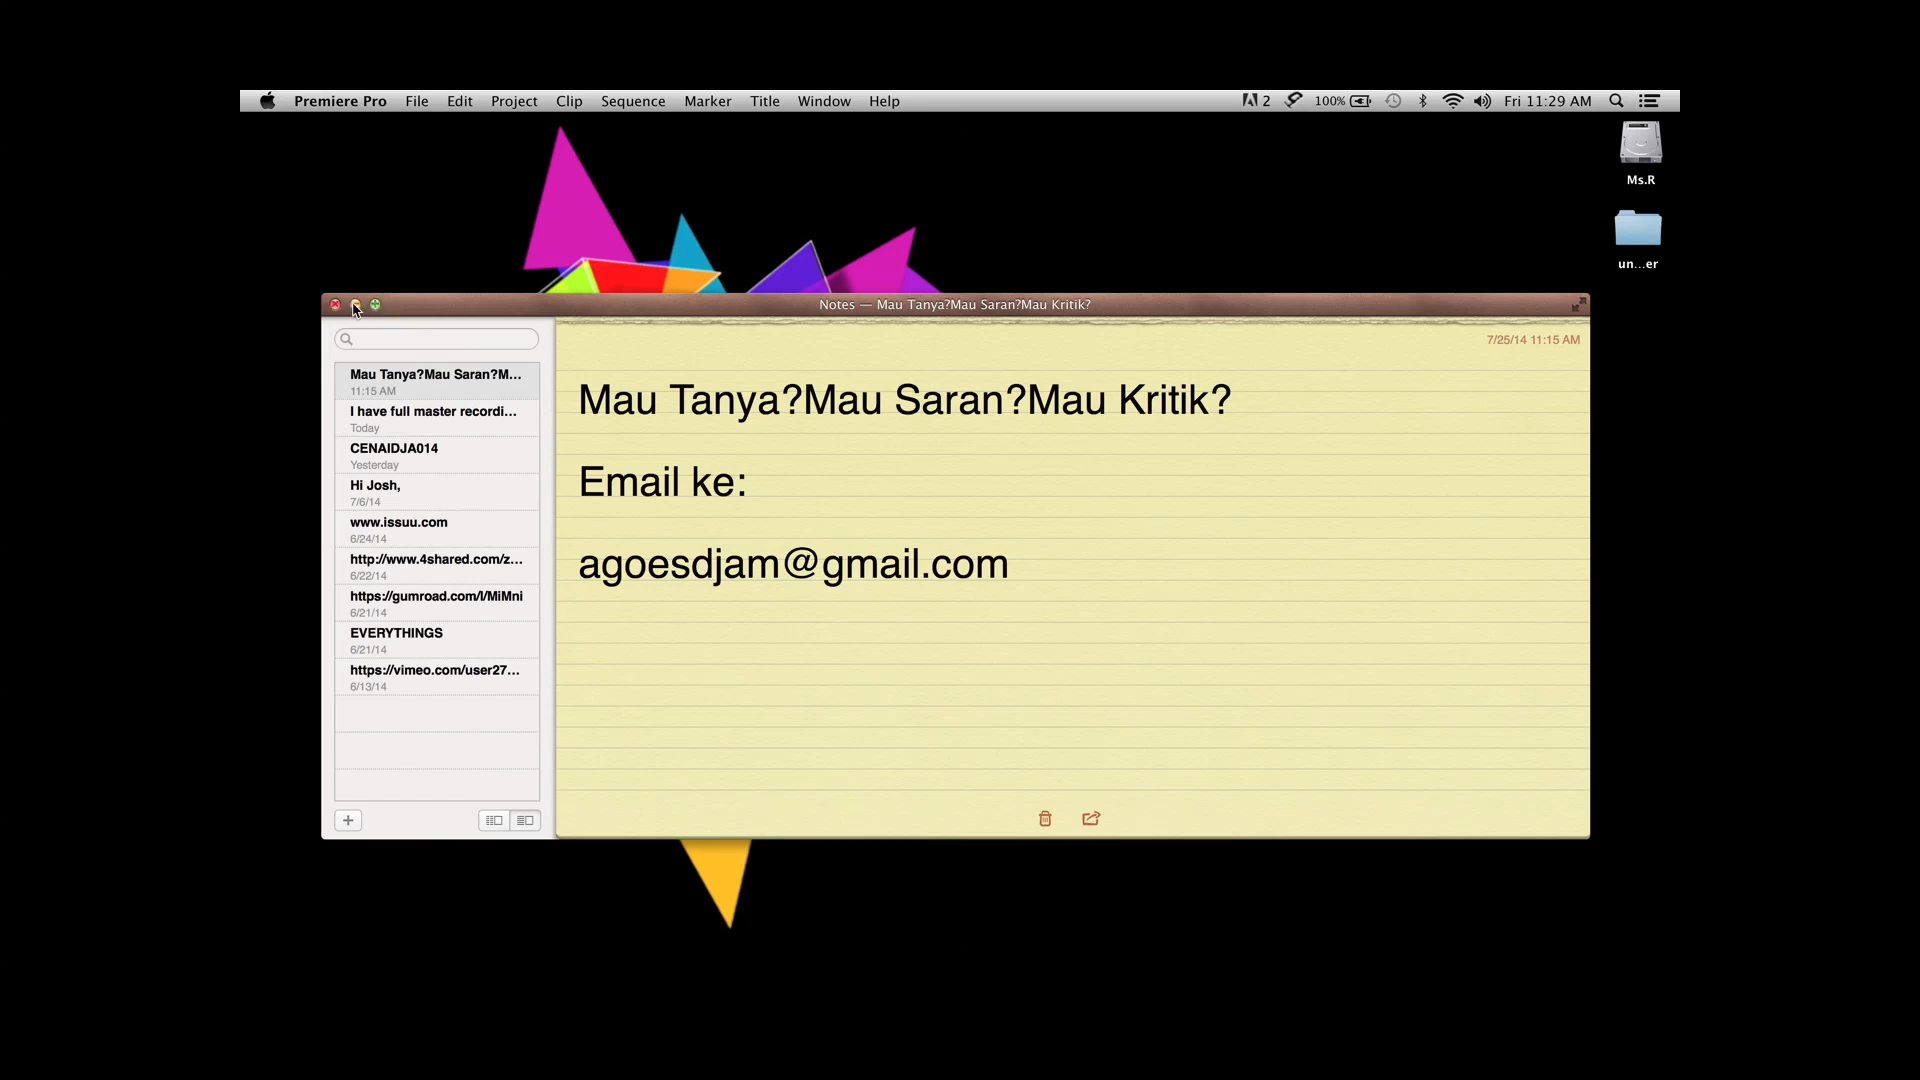 Premiere Pro File Edit Project Clip Sequence Marker Title Window Help
2 100% Fri 11:29 AM
Ms.R
un...er
Notes — Mau Tanya?Mau Saran?Mau Kritik?
Mau Tanya?Mau Saran?M...
11:15 AM
I have full master recordi...
Today
CENAIDJA014
Yesterday
Hi Josh,
7/6/14
www.issuu.com
6/24/14
http://www.4shared.com/z...
6/22/14
https://gumroad.com/l/MiMni
6/21/14
EVERYTHINGS
6/21/14
https://vimeo.com/user27...
6/13/14
7/25/14 11:15 AM
Mau Tanya?Mau Saran?Mau Kritik?
Email ke:
agoesdjam@gmail.com